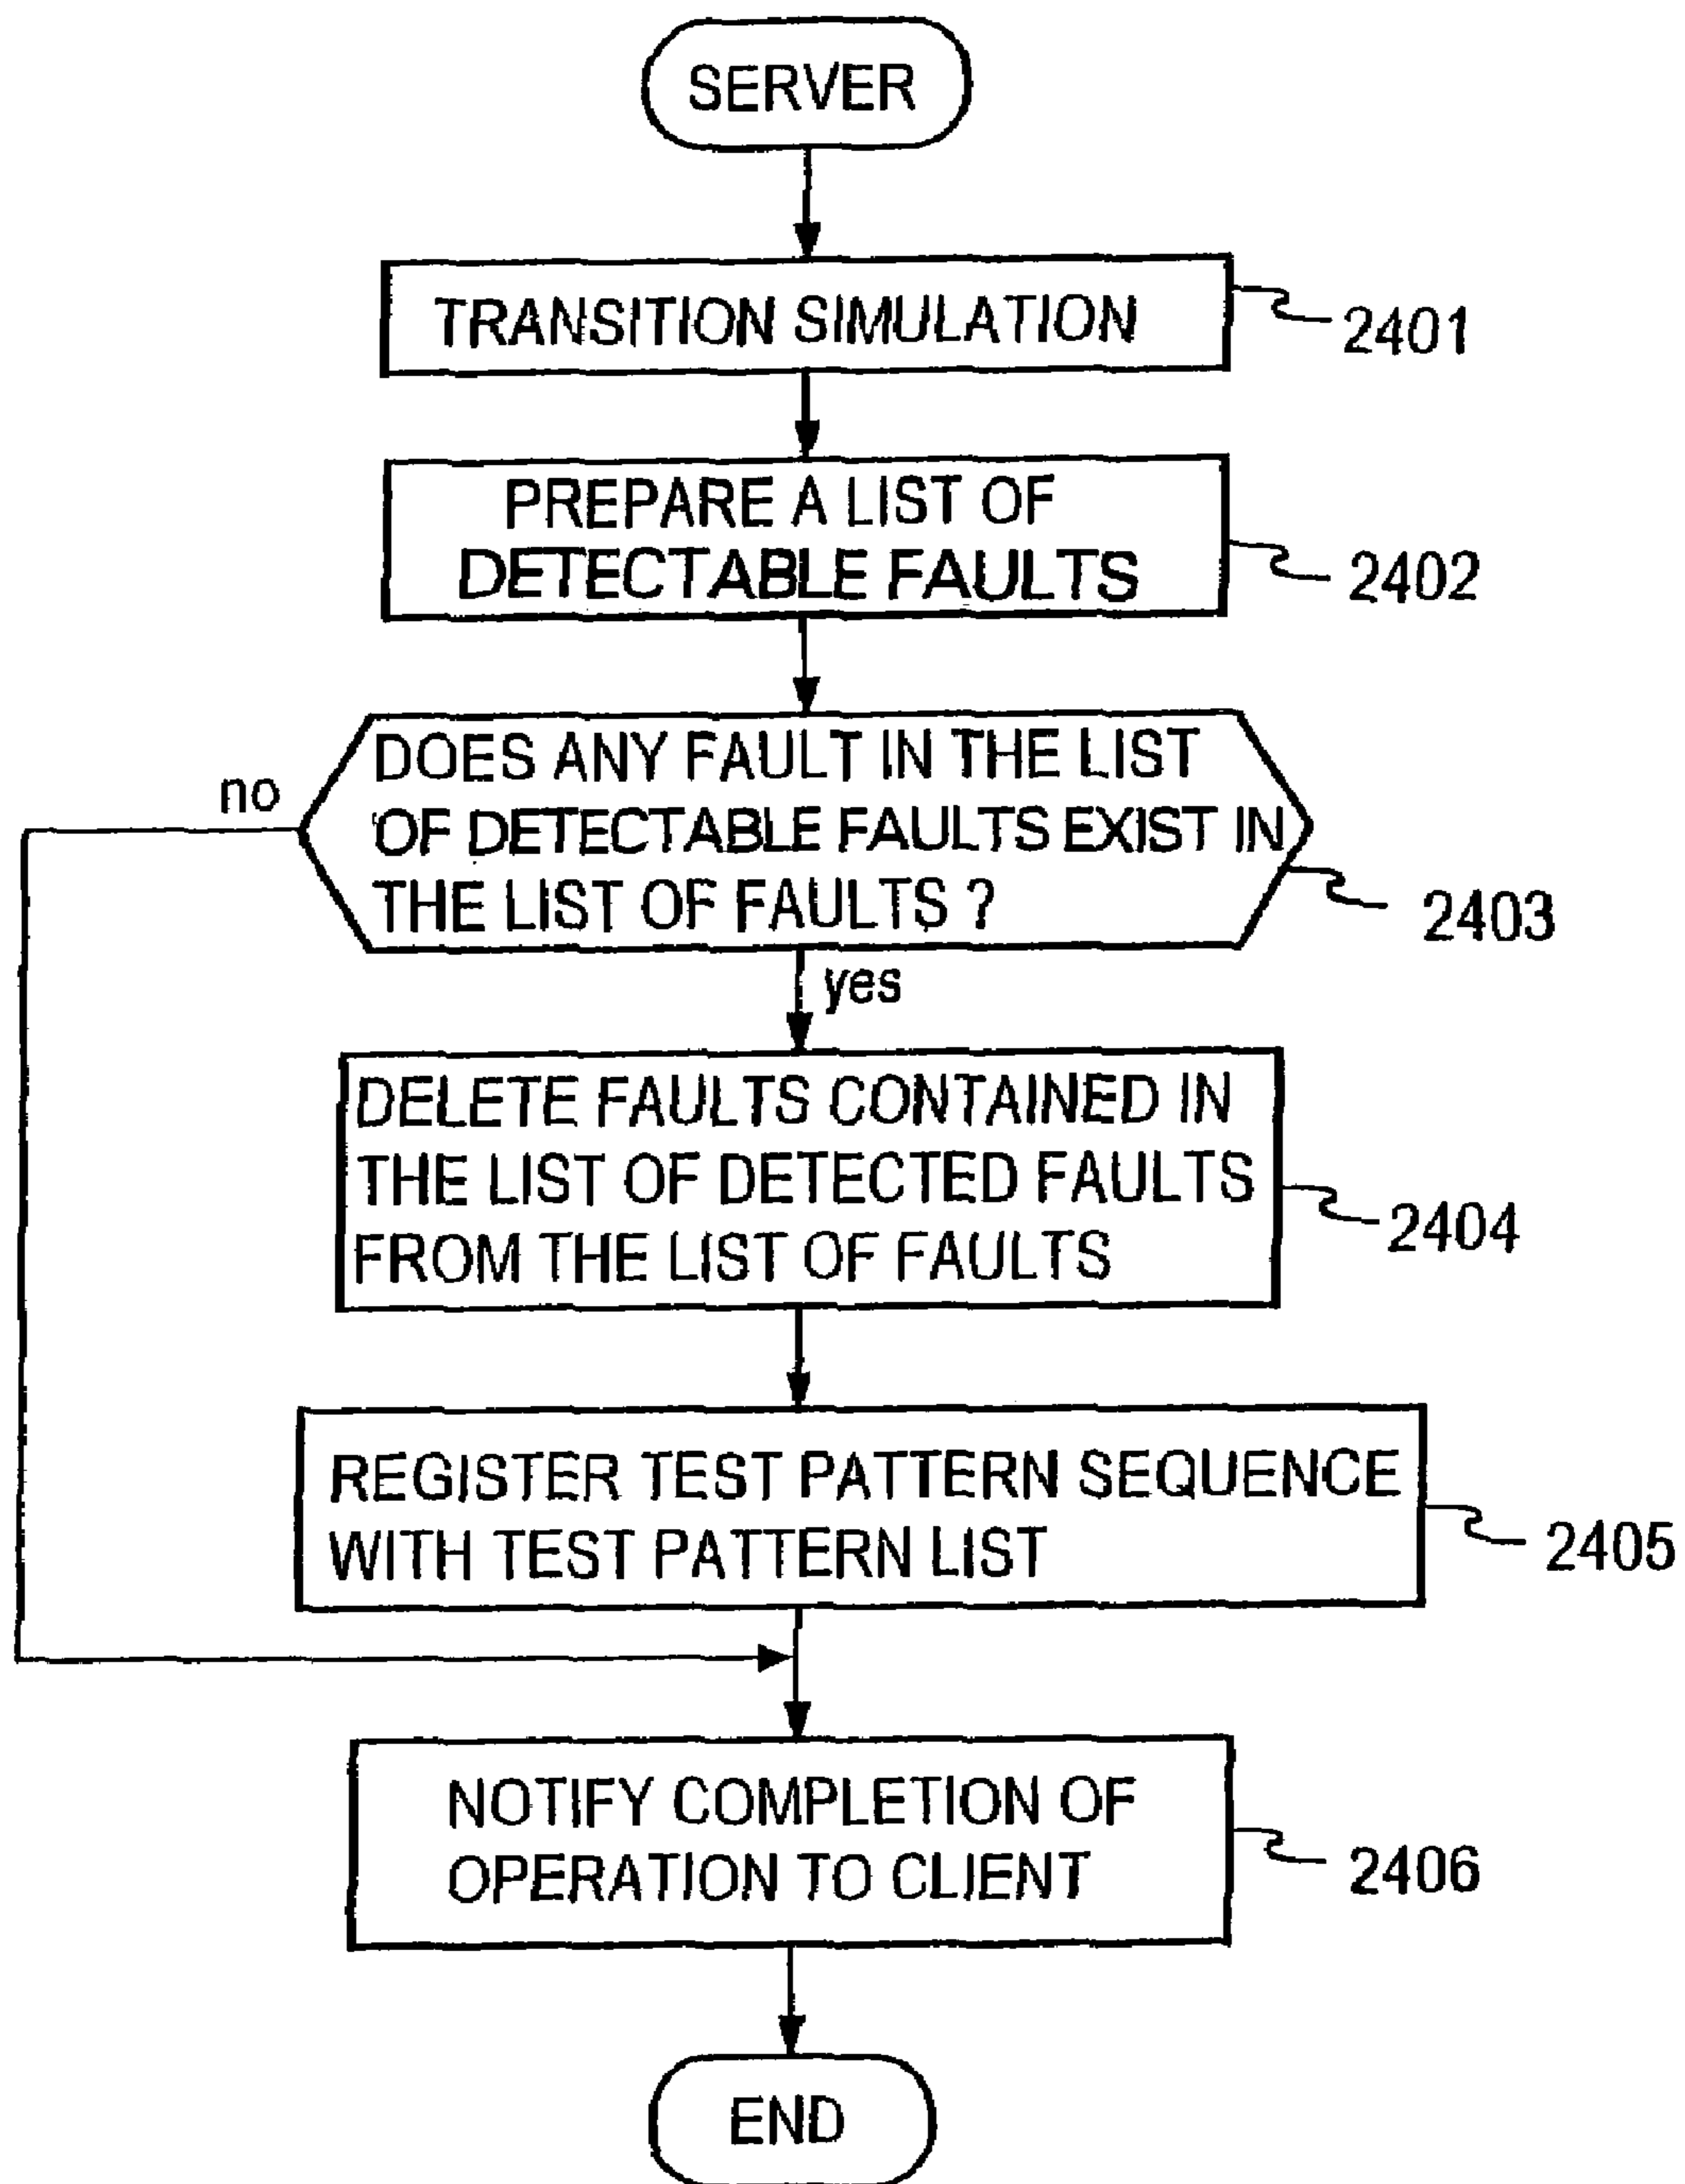 SERVER
TRANSITION SIMULATION
2401
PREPARE A LIST OF
DETECTABLE FAULTS
2402
DOES ANY FAULT IN THE LIST
OF DETECTABLE FAULTS EXIST IN
THE LIST OF FAULTS ?
no
2403
yes
DELETE FAULTS CONTAINED IN
THE LIST OF DETECTED FAULTS
FROM THE LIST OF FAULTS
2404
REGISTER TEST PATTERN SEQUENCE
WITH TEST PATTERN LIST
2405
NOTIFY COMPLETION OF
OPERATION TO CLIENT
2406
END